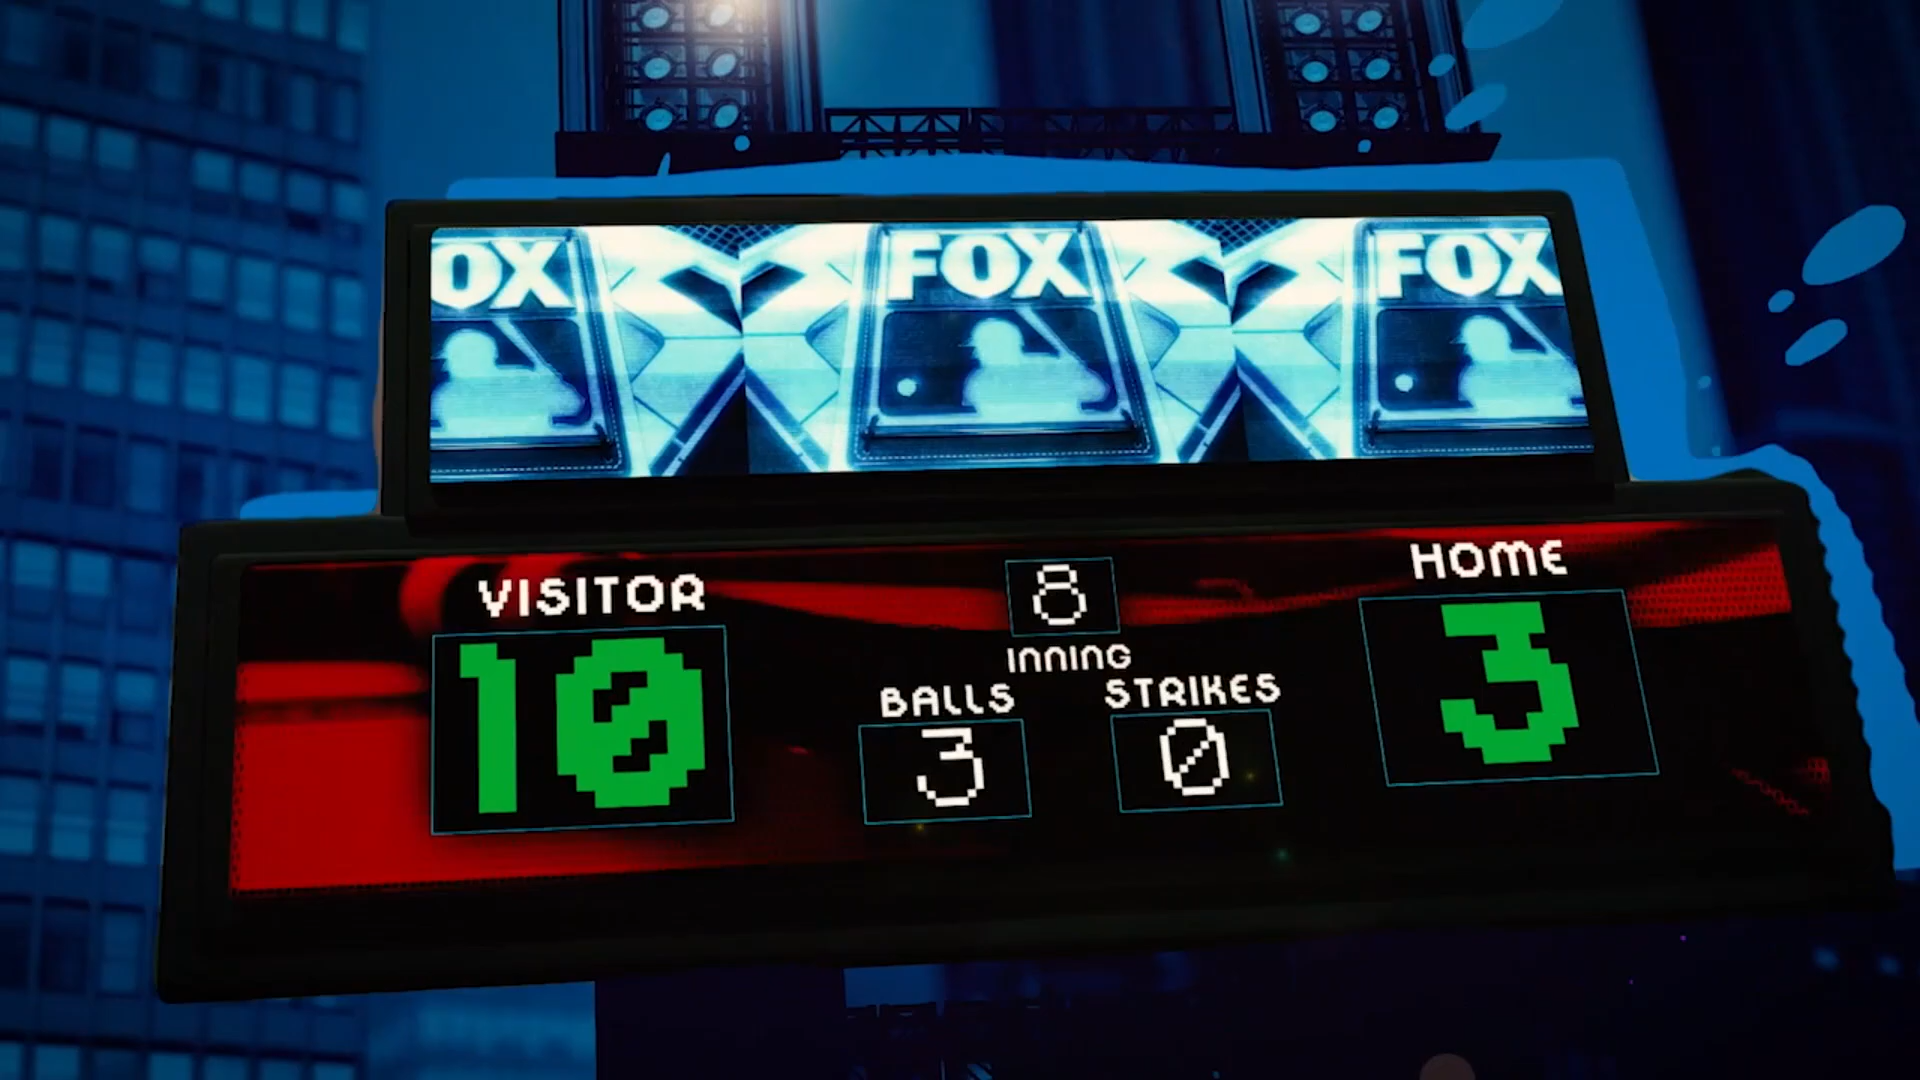 OX FOX FOX
VISITOR 8 HOME
10 INNING 3
BALLS STRIKES
3 0